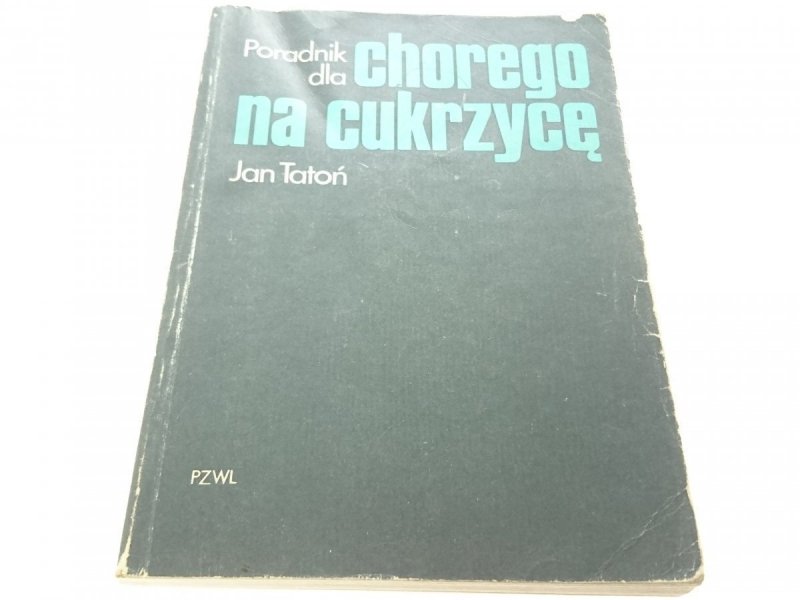 Poradnik
dla chorego
na cukrzycę
Jan Tatoń
PZWL